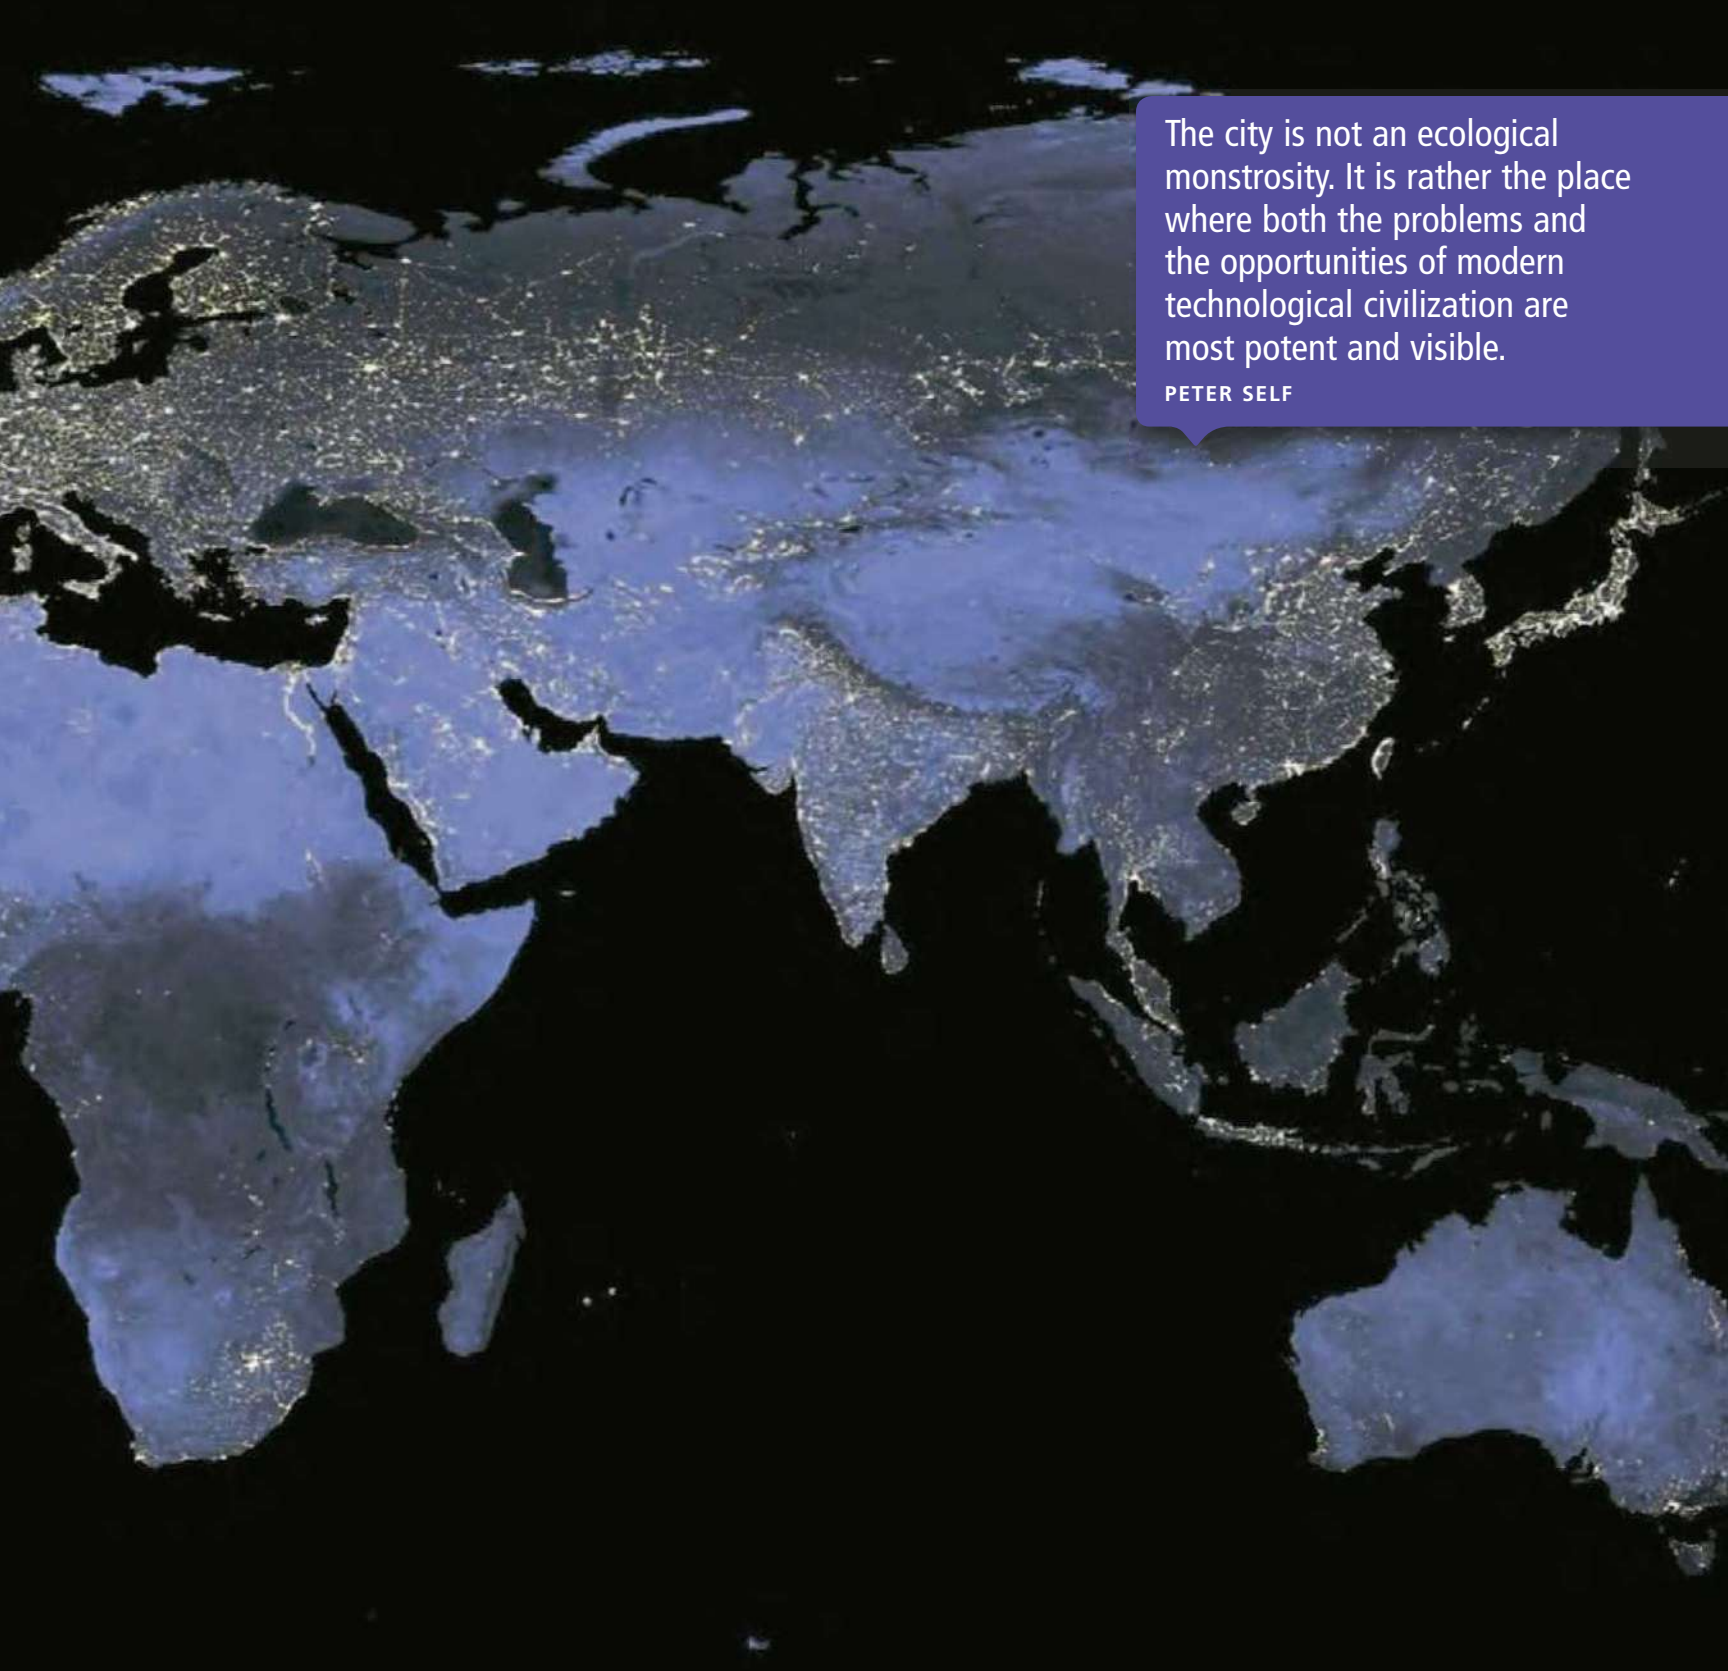 The city is not an ecological
monstrosity. It is rather the place
where both the problems and
the opportunities of modern
technological civilization are
most potent and visible.
PETER SELF